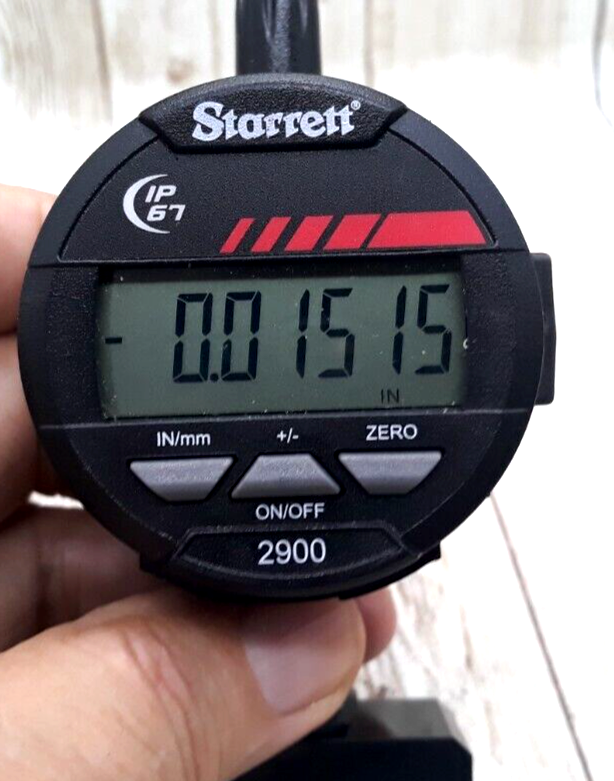 Starrett®
IP
67
- 0.01515
IN
IN/mm
+/-
ZERO
ON/OFF
2900